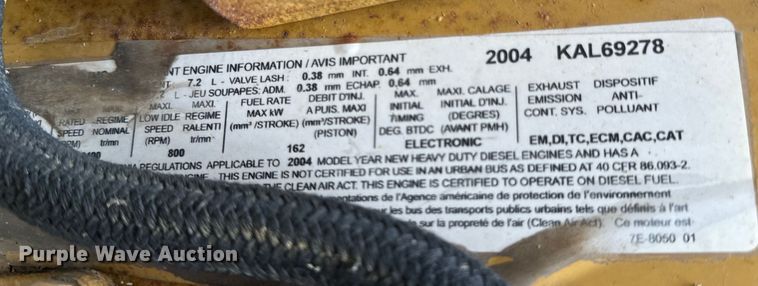 NT ENGINE INFORMATION / AVIS IMPORTANT 2004 KAL69278
7.2 L - VALVE LASH : 0.38 mm INT. 0.64 mm EXH.
L - JEU SOUPAPES: ADM. 0.38 mm ECHAP. 0.64 mm
RATED REGIME
SPEED NOMINAL
(RPM) tr/mn
MAXI. MAXI.
LOW IDLE REGIME
SPEED RALENTI
(RPM) tr/mn
800
FUEL RATE DEBIT D'INJ.
MAX kW A PUIS. MAXI
(mm³/STROKE) (mm³/STROKE)
(PISTON)
162
MAX. MAXI. CALAGE
INITIAL INITIAL D'INJ.
TIMING (DEGRES)
DEG. BTDC (AVANT PMH)
ELECTRONIC
EXHAUST DISPOSITIF
EMISSION ANTI-
CONT. SYS. POLLUANT
EM,DI,TC,ECM,CAC,CAT
REGULATIONS APPLICABLE TO 2004 MODEL YEAR NEW HEAVY DUTY DIESEL ENGINES AND HAS A
THIS ENGINE IS NOT CERTIFIED FOR USE IN AN URBAN BUS AS DEFINED AT 40 CFR 86.093-2.
THE CLEAN AIR ACT. THIS ENGINE IS CERTIFIED TO OPERATE ON DIESEL FUEL.
de l'Agence américaine de protection de l'environnement
les bus des transports publics urbains tels que définis à l'art
sur la propreté de l'air (Clean Air Act). Ce moteur est
7E-8050 01
Purple Wave Auction